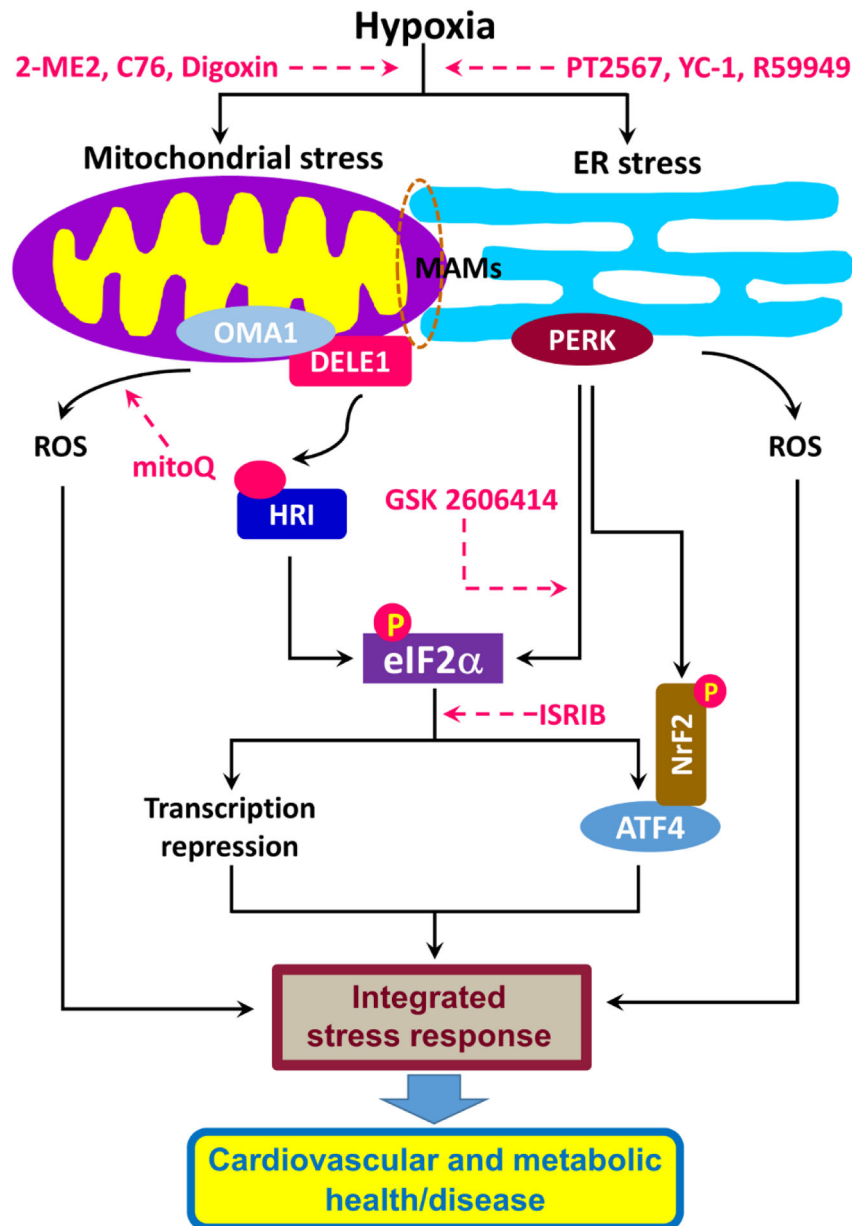 Hypoxia
2-ME2, C76, Digoxin
PT2567, YC-1, R59949
Mitochondrial stress
ER stress
MAMs
OMA1
DELE1
PERK
ROS
mitoQ
HRI
GSK 2606414
ROS
P
eIF2α
ISRIB
P
NrF2
ATF4
Transcription
repression
Integrated
stress response
Cardiovascular and metabolic
health/disease